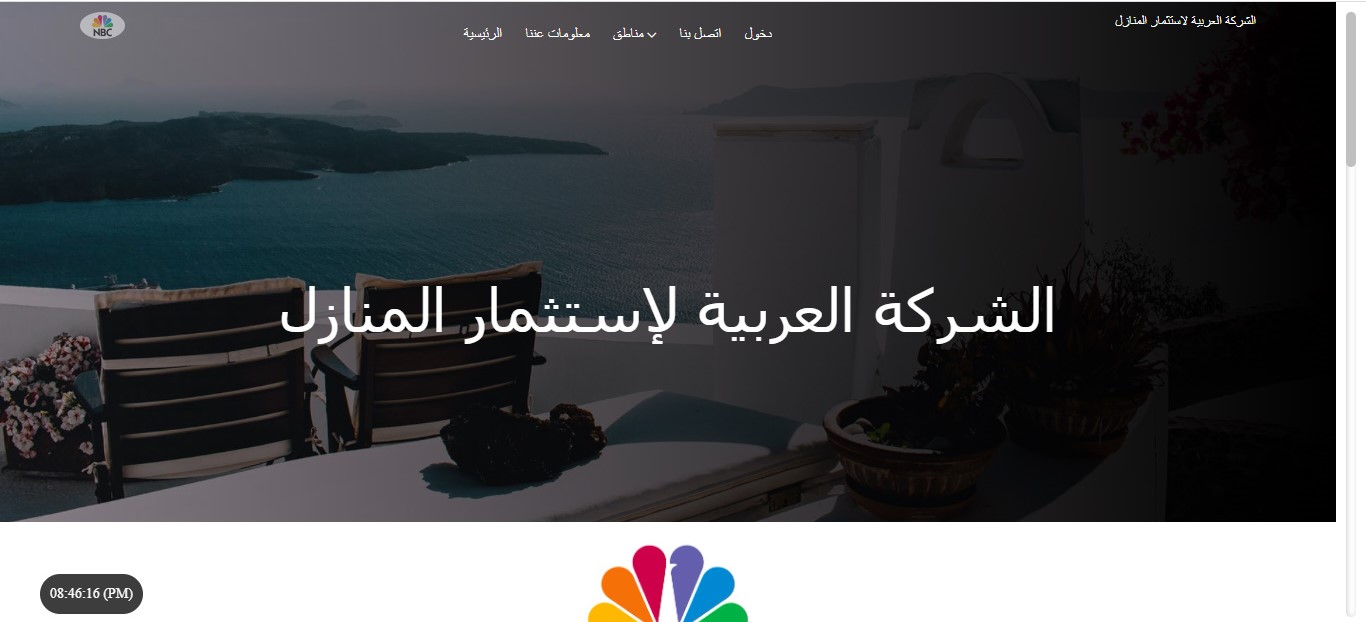 الشركة العربية لاستثمار المنازل
NBC
الرئيسية
معلومات عننا
مناطق
اتصل بنا
دخول
الشركة العربية لإستثمار المنازل
08:46:16 (PM)